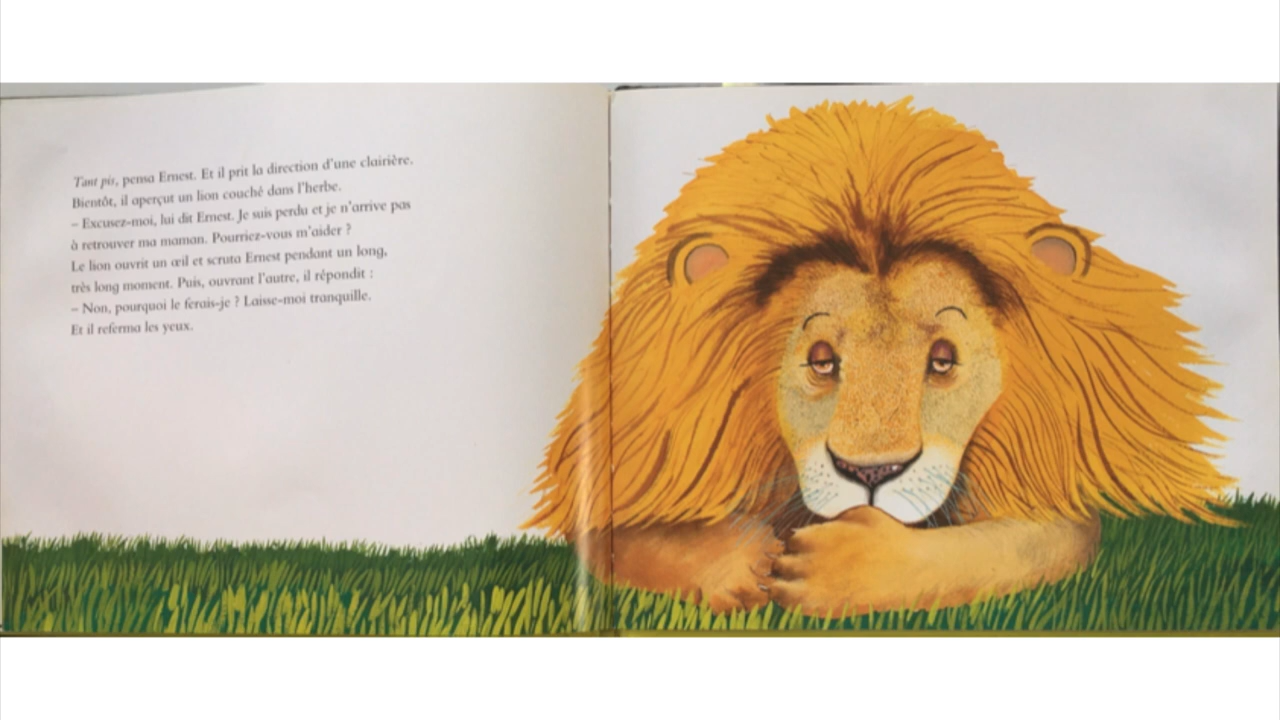 Tant pis, pensa Ernest. Et il prit la direction d'une clairière.
Bientôt, il aperçut un lion couché dans l'herbe.
– Excusez-moi, lui dit Ernest. Je suis perdu et je n'arrive pas
à retrouver ma maman. Pourriez-vous m'aider ?
Le lion ouvrit un œil et scruta Ernest pendant un long,
très long moment. Puis, ouvrant l'autre, il répondit :
– Non, pourquoi le ferais-je ? Laisse-moi tranquille.
Et il referma les yeux.